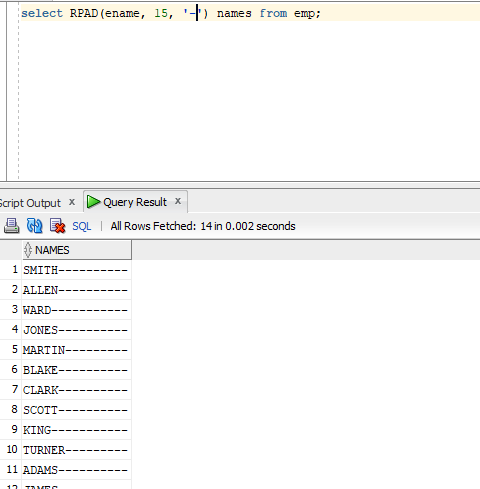 select RPAD(ename, 15, '-') names from emp;
Script Output x Query Result x
SQL | All Rows Fetched: 14 in 0.002 seconds
NAMES
1 SMITH----------
2 ALLEN----------
3 WARD-----------
4 JONES----------
5 MARTIN---------
6 BLAKE----------
7 CLARK----------
8 SCOTT----------
9 KING-----------
10 TURNER---------
11 ADAMS----------
12 JAMES----------